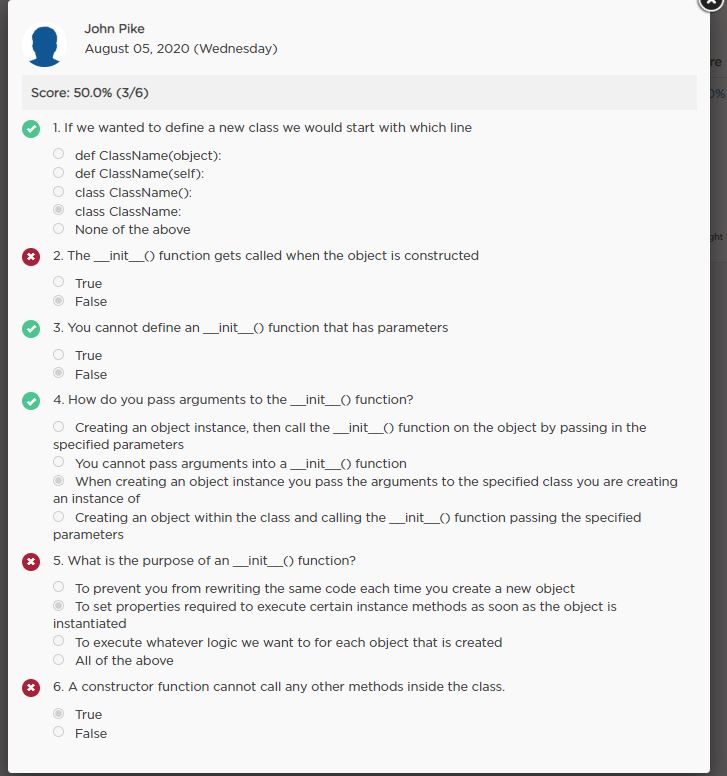 John Pike
August 05, 2020 (Wednesday)
Score: 50.0% (3/6)
1. If we wanted to define a new class we would start with which line
def ClassName(object):
def ClassName(self):
class ClassName():
class ClassName:
None of the above
2. The __init__() function gets called when the object is constructed
True
False
3. You cannot define an __init__() function that has parameters
True
False
4. How do you pass arguments to the __init__() function?
Creating an object instance, then call the __init__() function on the object by passing in the
specified parameters
You cannot pass arguments into a __init__() function
When creating an object instance you pass the arguments to the specified class you are creating
an instance of
Creating an object within the class and calling the __init__() function passing the specified
parameters
5. What is the purpose of an __init__() function?
To prevent you from rewriting the same code each time you create a new object
To set properties required to execute certain instance methods as soon as the object is
instantiated
To execute whatever logic we want to for each object that is created
All of the above
6. A constructor function cannot call any other methods inside the class.
True
False